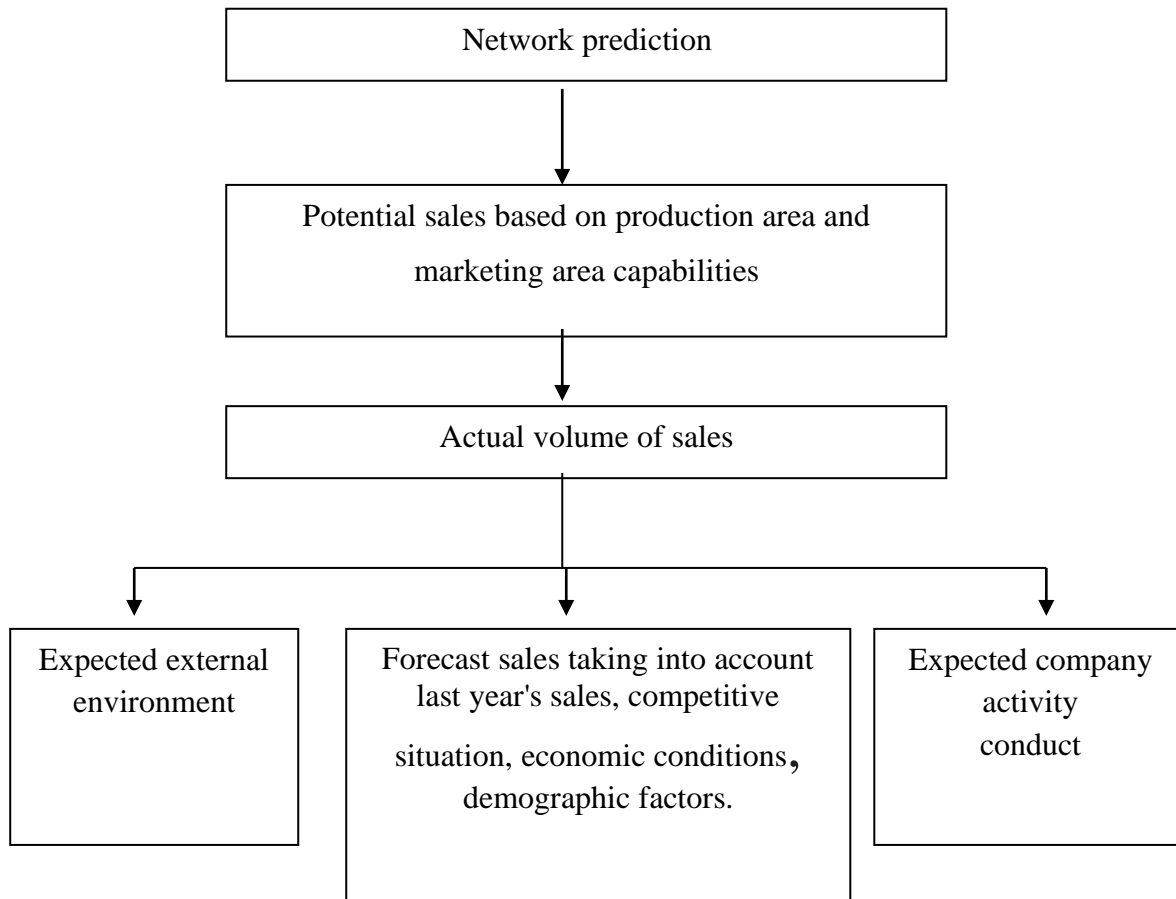 Network prediction
Potential sales based on production area and
marketing area capabilities
Actual volume of sales
Expected external
environment
Forecast sales taking into account
last year's sales, competitive
situation, economic conditions,
demographic factors.
Expected company
activity
conduct